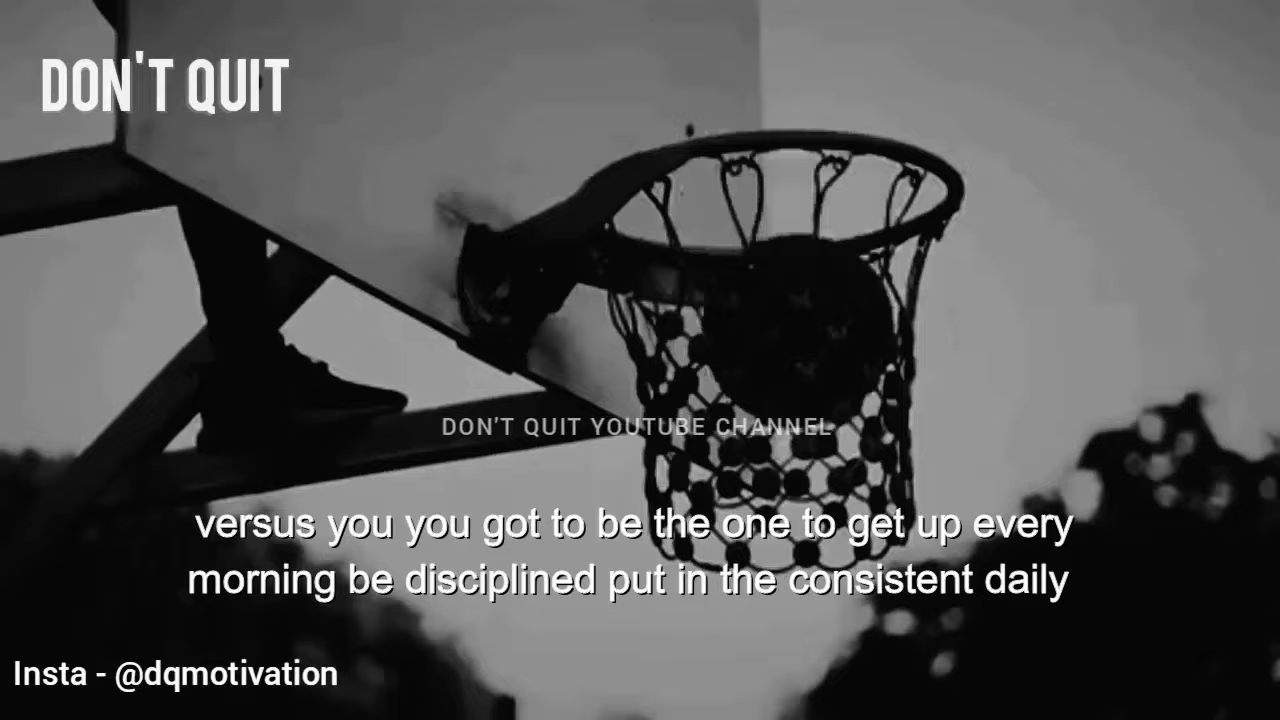 DON'T QUIT
DON'T QUIT YOUTUBE CHANNEL
versus you you got to be the one to get up every
morning be disciplined put in the consistent daily
Insta - @dqmotivation